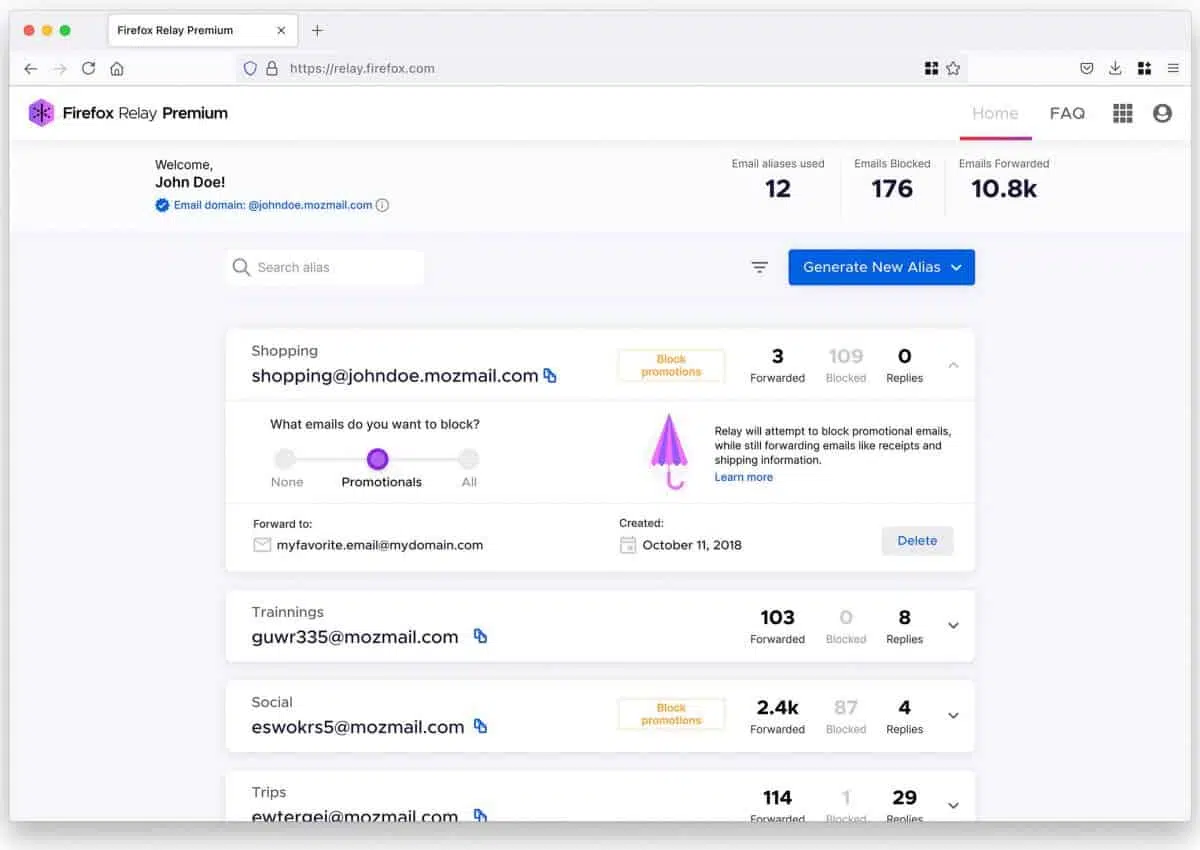 Firefox Relay Premium
https://relay.firefox.com
Firefox Relay Premium
Home
FAQ
Welcome,
John Doe!
Email domain: @johndoe.mozmail.com
Email aliases used
12
Emails Blocked
176
Emails Forwarded
10.8k
Search alias
Generate New Alias
Shopping
shopping@johndoe.mozmail.com
Block
promotions
3
Forwarded
109
Blocked
0
Replies
What emails do you want to block?
None
Promotionals
All
Relay will attempt to block promotional emails,
while still forwarding emails like receipts and
shipping information.
Learn more
Forward to:
myfavorite.email@mydomain.com
Created:
October 11, 2018
Delete
Trainnings
guwr335@mozmail.com
103
Forwarded
0
Blocked
8
Replies
Social
eswokrs5@mozmail.com
Block
promotions
2.4k
Forwarded
87
Blocked
4
Replies
Trips
ewtergei@mozmail.com
114
Forwarded
1
Blocked
29
Replies